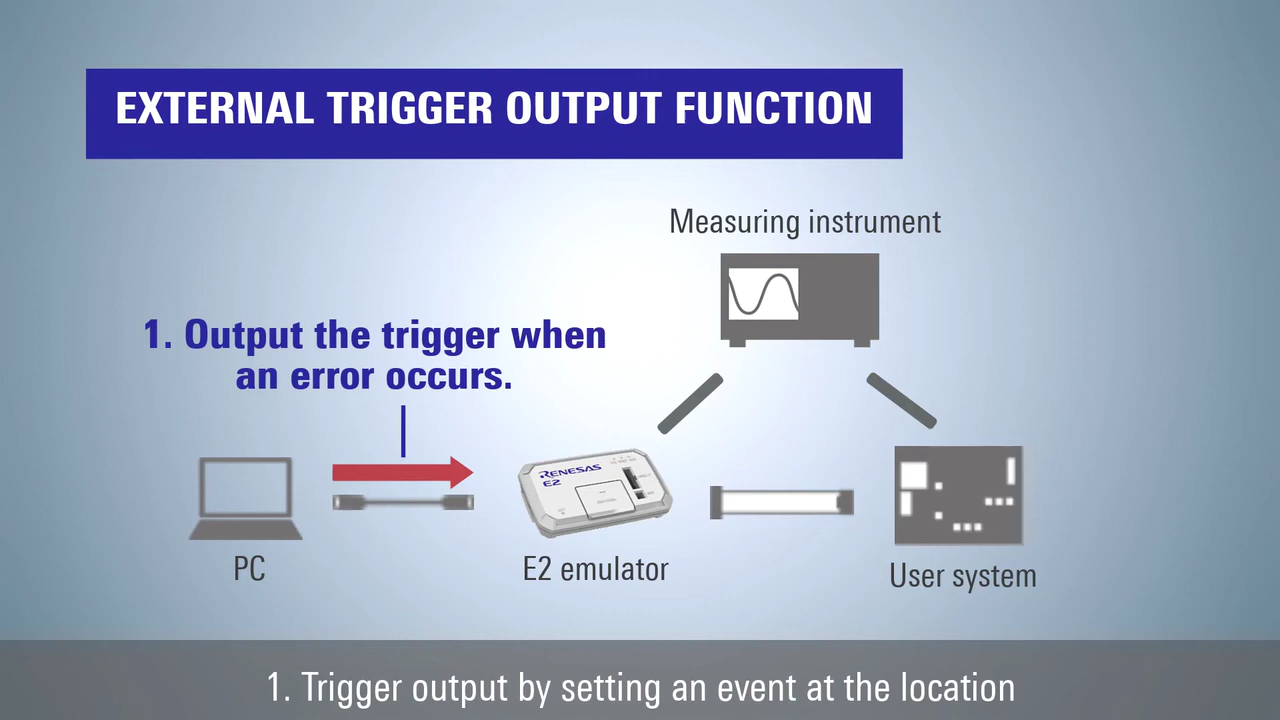 EXTERNAL TRIGGER OUTPUT FUNCTION
Measuring instrument
1. Output the trigger when
an error occurs.
RENESAS
E2
PC
E2 emulator
User system
1. Trigger output by setting an event at the location